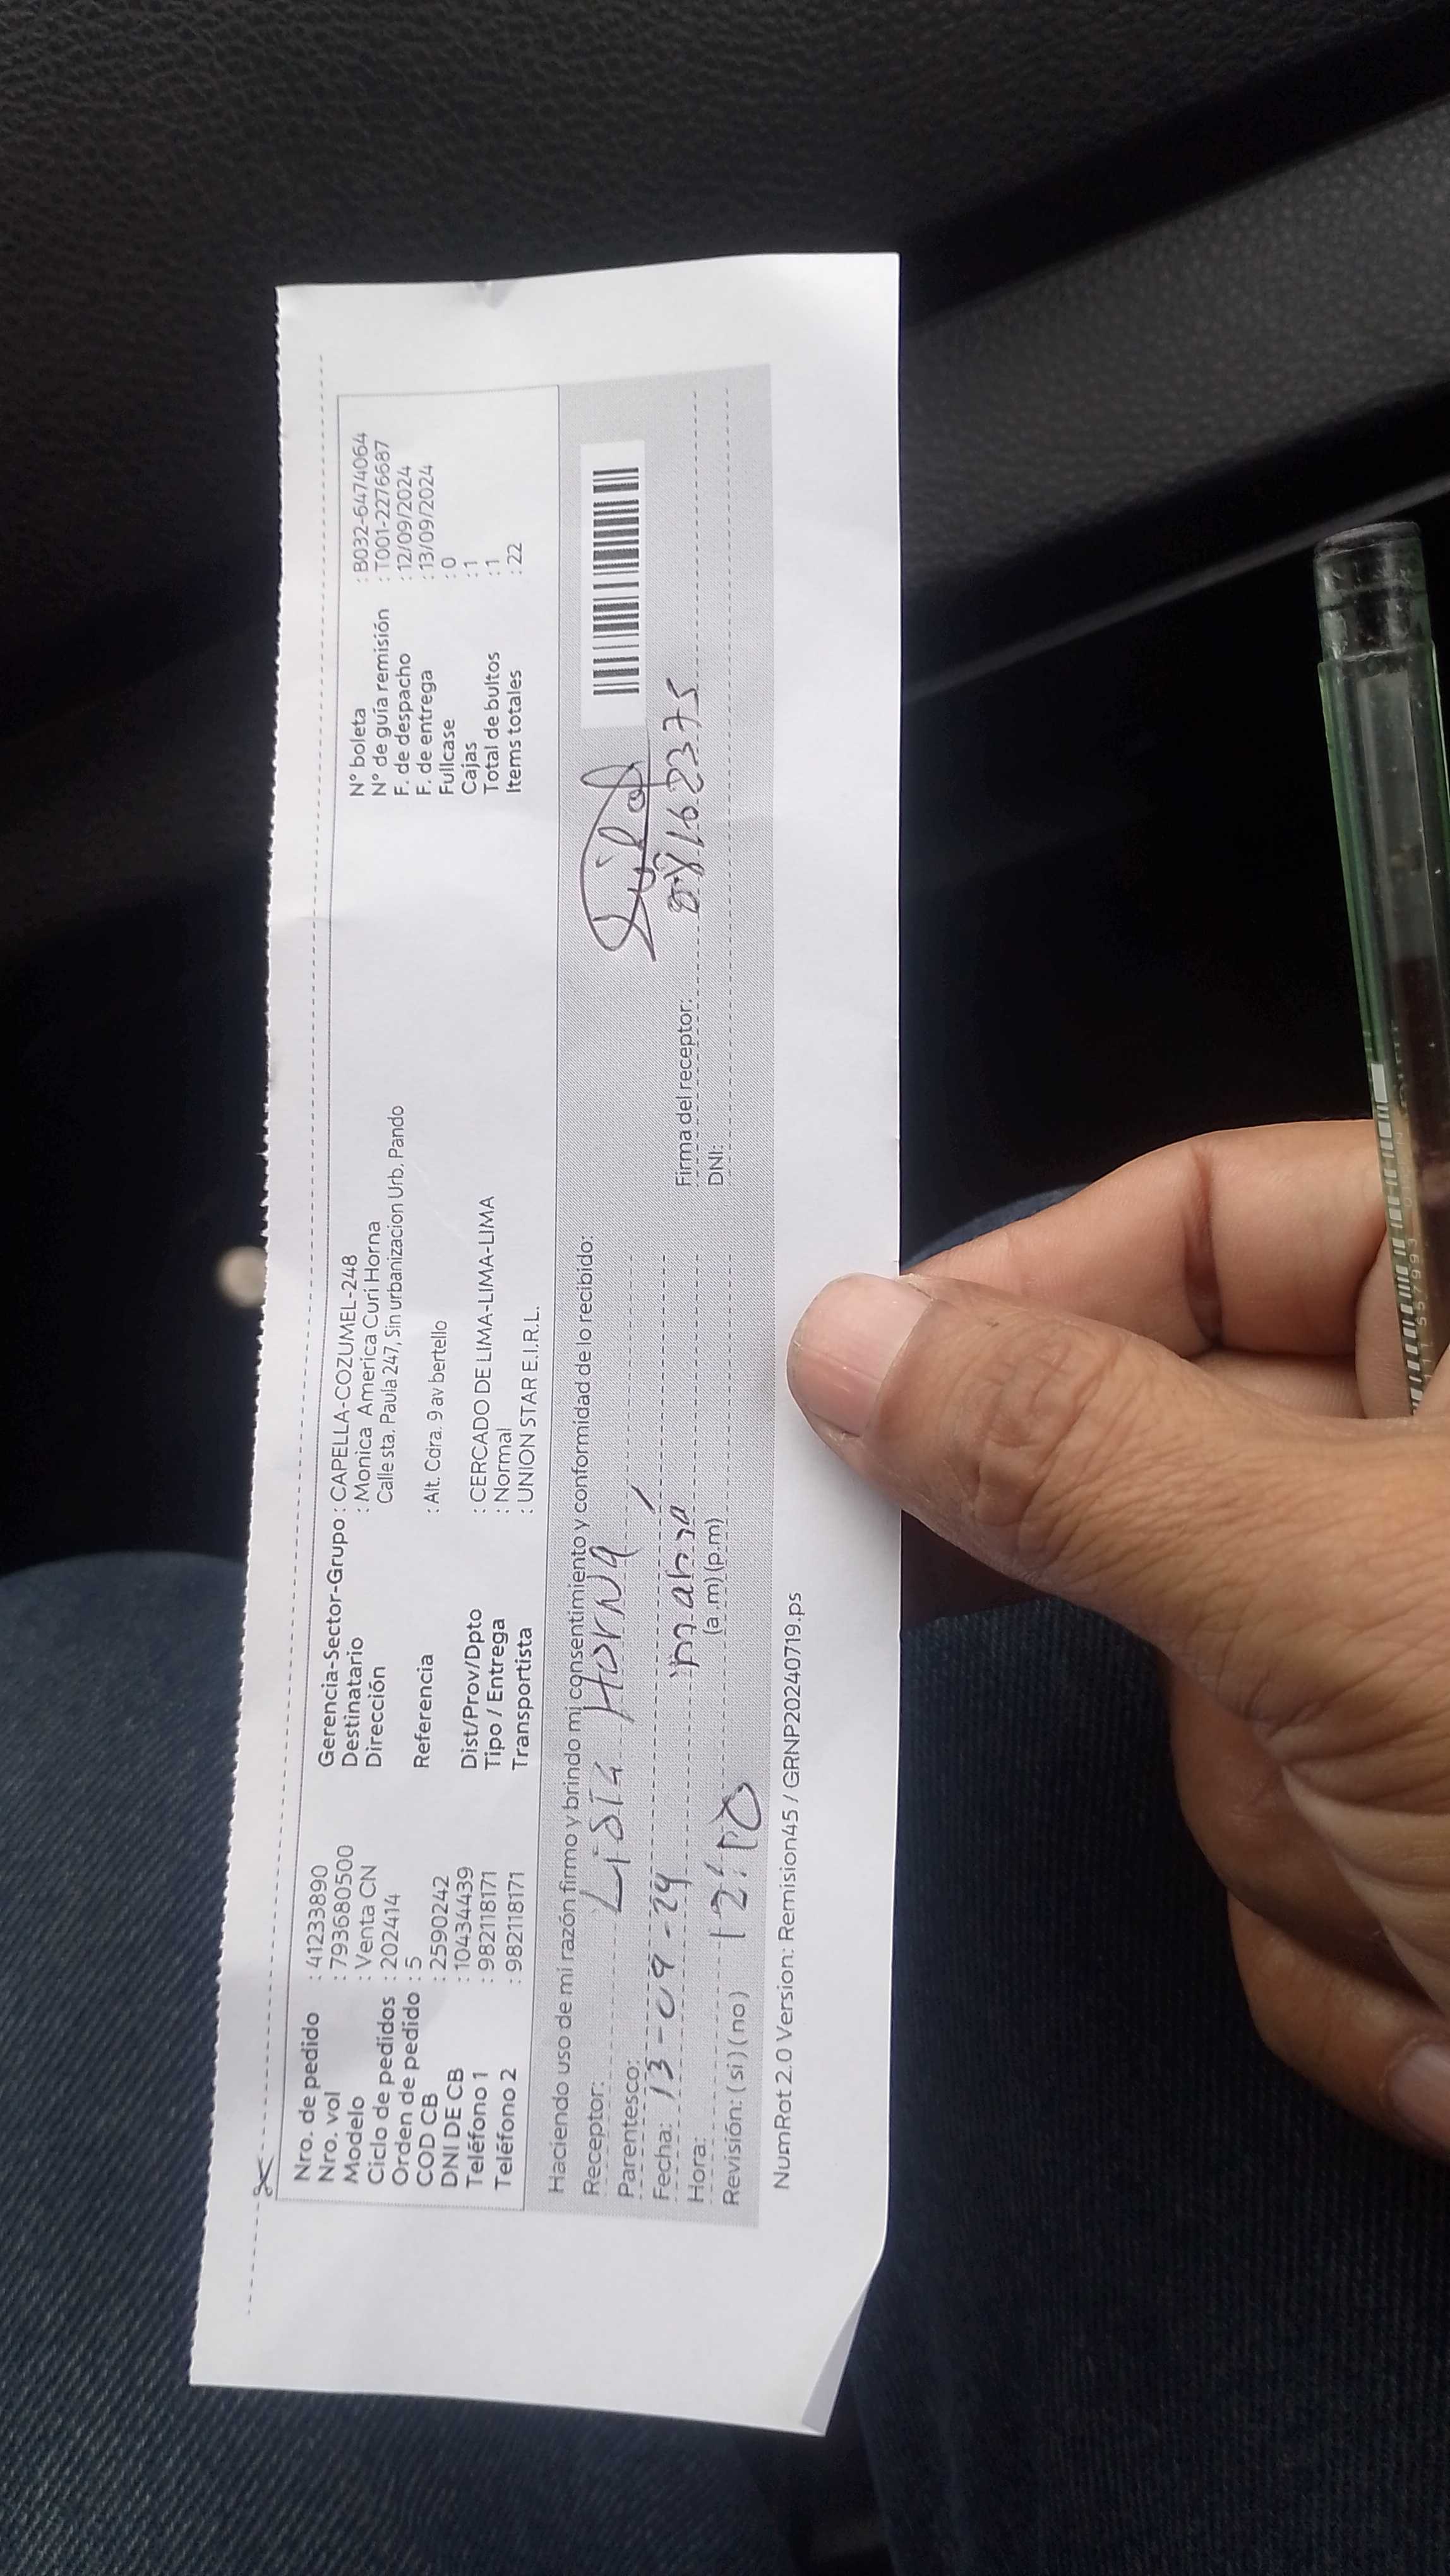 Nro. de pedido : 41233890 Gerencia-Sector-Grupo : CAPELLA-COZUMEL-248 N° boleta : B032-6474064
Nro. vol : 793680500 Destinatario : Monica America Curi Horna N° de guía remisión : T001-2276687
Modelo : Venta CN Dirección Calle sta. Paula 247, Sin urbanizacion Urb. Pando F. de despacho : 12/09/2024
Ciclo de pedidos : 202414 F. de entrega : 13/09/2024
Orden de pedido : 5 Referencia : Alt. Cdra. 9 av bertello Fullcase : 0
COD CB : 2590242 Cajas : 1
DNI DE CB : 10434439 Dist/Prov/Dpto : CERCADO DE LIMA-LIMA-LIMA Total de bultos : 1
Teléfono 1 : 982118171 Tipo / Entrega : Normal Items totales : 22
Teléfono 2 : 982118171 Transportista : UNION STAR E.I.R.L.
Haciendo uso de mi razón firmo y brindo mi consentimiento y conformidad de lo recibido:
Receptor: Horna
Parentesco: mamá
Fecha: 13-09-24 Firma del receptor:
Hora: 12:10 (a m) (p.m) DNI:
Revisión: ( si ) ( no )
NumRot 2.0 Version: Remision45 / GRNP20240719.ps